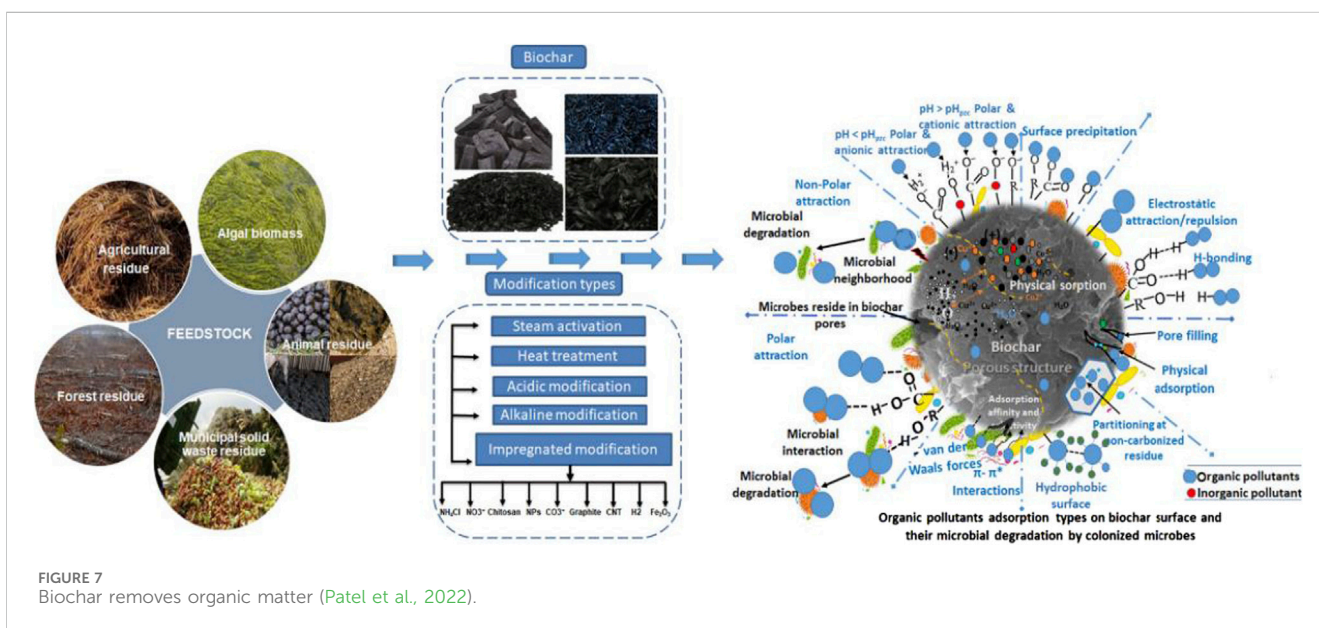 Agricultural
residue
Algal biomass
FEEDSTOCK
Animal residue
Forest residue
Municipal solid
waste residue
Biochar
Modification types
Steam activation
Heat treatment
Acidic modification
Alkaline modification
Impregnated modification
NH₄Cl NO3⁻ Chitosan NPs CO3⁻ Graphite CNT H2 Fe₂O₃
pH < pHpzc Polar &
anionic attraction
pH > pHpzc Polar &
cationic attraction
Surface precipitation
Non-Polar
attraction
Microbial
degradation
Microbial
neighborhood
Microbes reside in biochar
pores
Polar
attraction
Microbial
interaction
Microbial
degradation
Physical sorption
Biochar
Porous structure
Adsorption
affinity and
Electrostatic
attraction/repulsion
H-bonding
Pore filling
Physical
adsorption
Partitioning at
non-carbonized
residue
van der
Waals forces
π- π*
Interactions
Hydrophobic
surface
Organic pollutants
Inorganic pollutant
Organic pollutants adsorption types on biochar surface and
their microbial degradation by colonized microbes
FIGURE 7
Biochar removes organic matter (Patel et al., 2022).